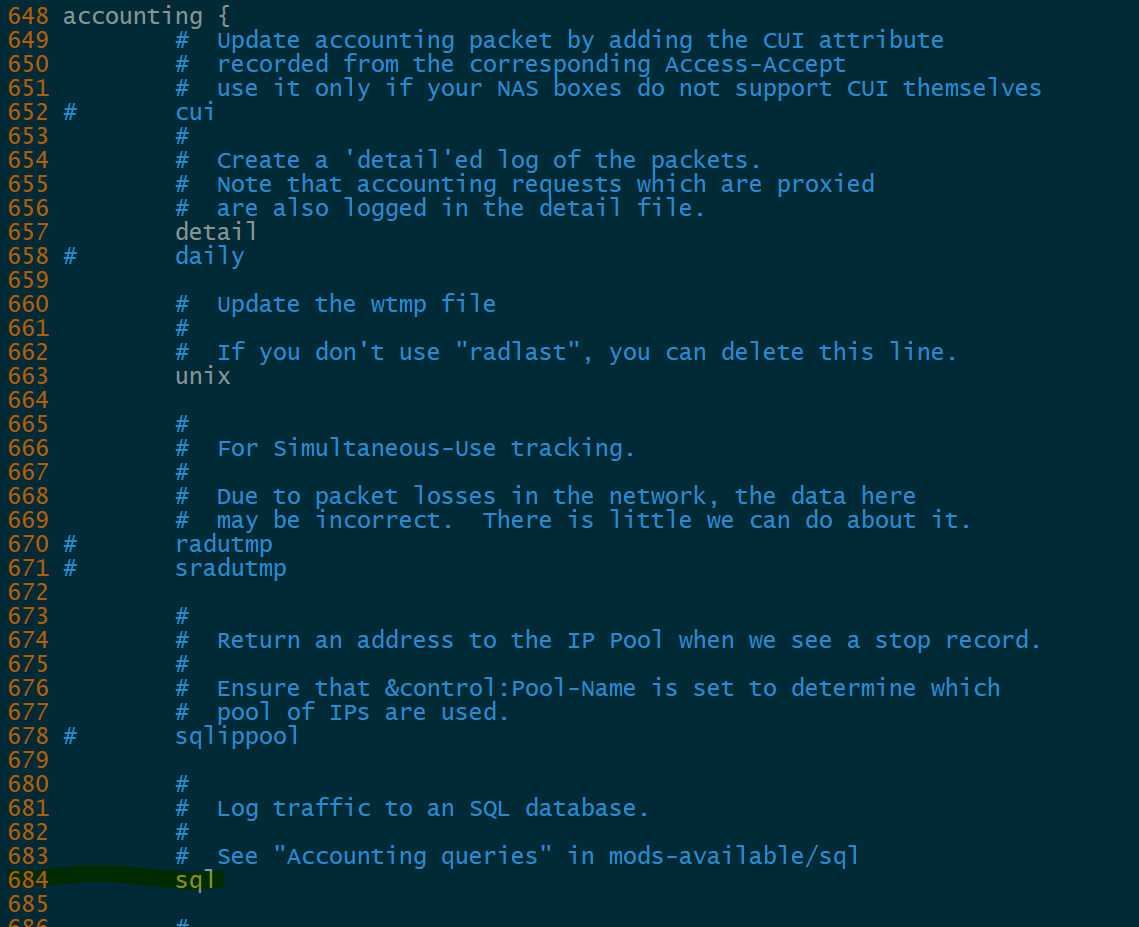 648 accounting {
649         #  Update accounting packet by adding the CUI attribute
650         #  recorded from the corresponding Access-Accept
651         #  use it only if your NAS boxes do not support CUI themselves
652 #       cui
653         #
654         #  Create a 'detail'ed log of the packets.
655         #  Note that accounting requests which are proxied
656         #  are also logged in the detail file.
657         detail
658 #       daily
659
660         #  Update the wtmp file
661         #
662         #  If you don't use "radlast", you can delete this line.
663         unix
664
665         #
666         #  For Simultaneous-Use tracking.
667         #
668         #  Due to packet losses in the network, the data here
669         #  may be incorrect.  There is little we can do about it.
670 #       radutmp
671 #       sradutmp
672
673         #
674         #  Return an address to the IP Pool when we see a stop record.
675         #
676         #  Ensure that &control:Pool-Name is set to determine which
677         #  pool of IPs are used.
678 #       sqlippool
679
680         #
681         #  Log traffic to an SQL database.
682         #
683         #  See "Accounting queries" in mods-available/sql
684         sql
685
686         #